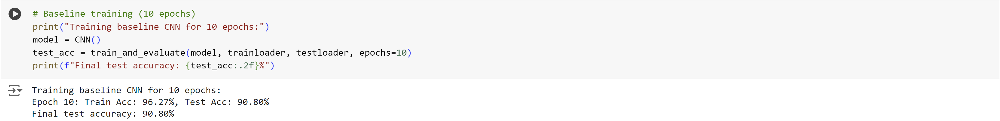 # Baseline training (10 epochs)
print("Training baseline CNN for 10 epochs:")
model = CNN()
test_acc = train_and_evaluate(model, trainloader, testloader, epochs=10)
print(f"Final test accuracy: {test_acc:.2f}%")
Training baseline CNN for 10 epochs:
Epoch 10: Train Acc: 96.27%, Test Acc: 90.80%
Final test accuracy: 90.80%